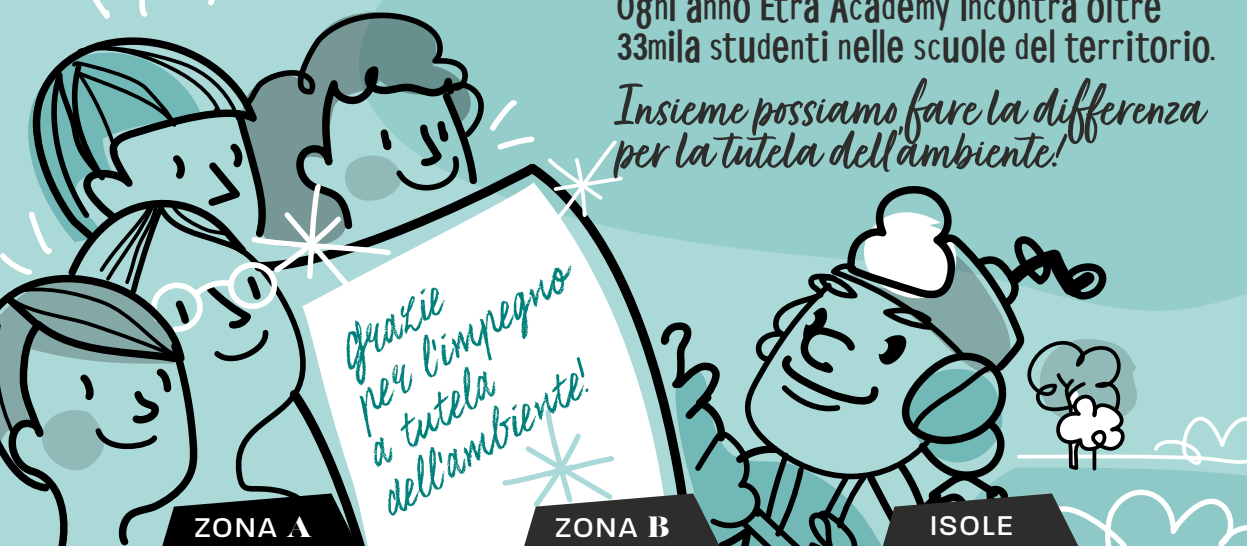 Ogni anno Etra Academy incontra oltre
33mila studenti nelle scuole del territorio.
Insieme possiamo fare la differenza
per la tutela dell'ambiente!
grazie
per l'impegno
a tutela
dell'ambiente!
ZONA A
ZONA B
ISOLE